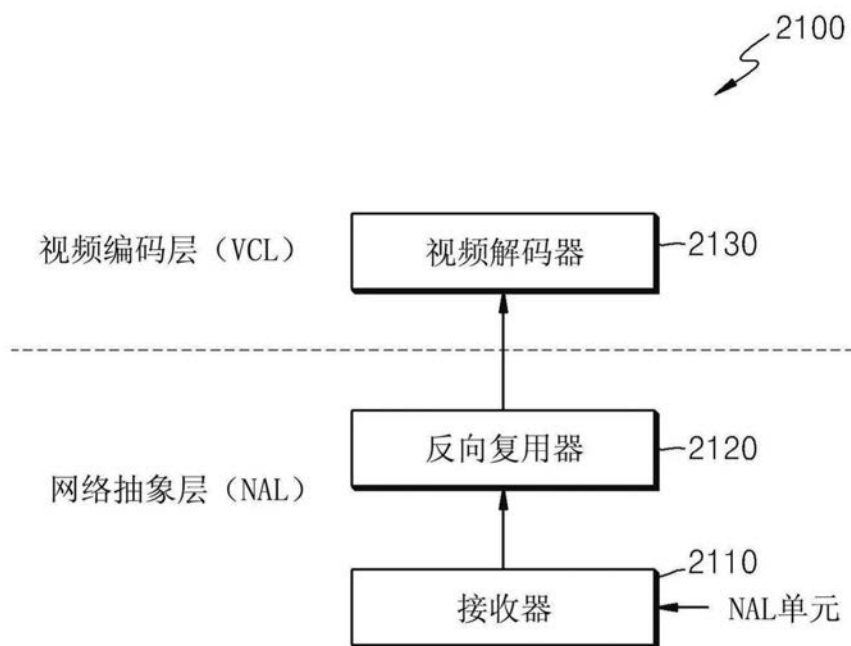 2100
视频编码层（VCL）
视频解码器
2130
反向复用器
2120
网络抽象层（NAL）
2110
接收器
NAL单元